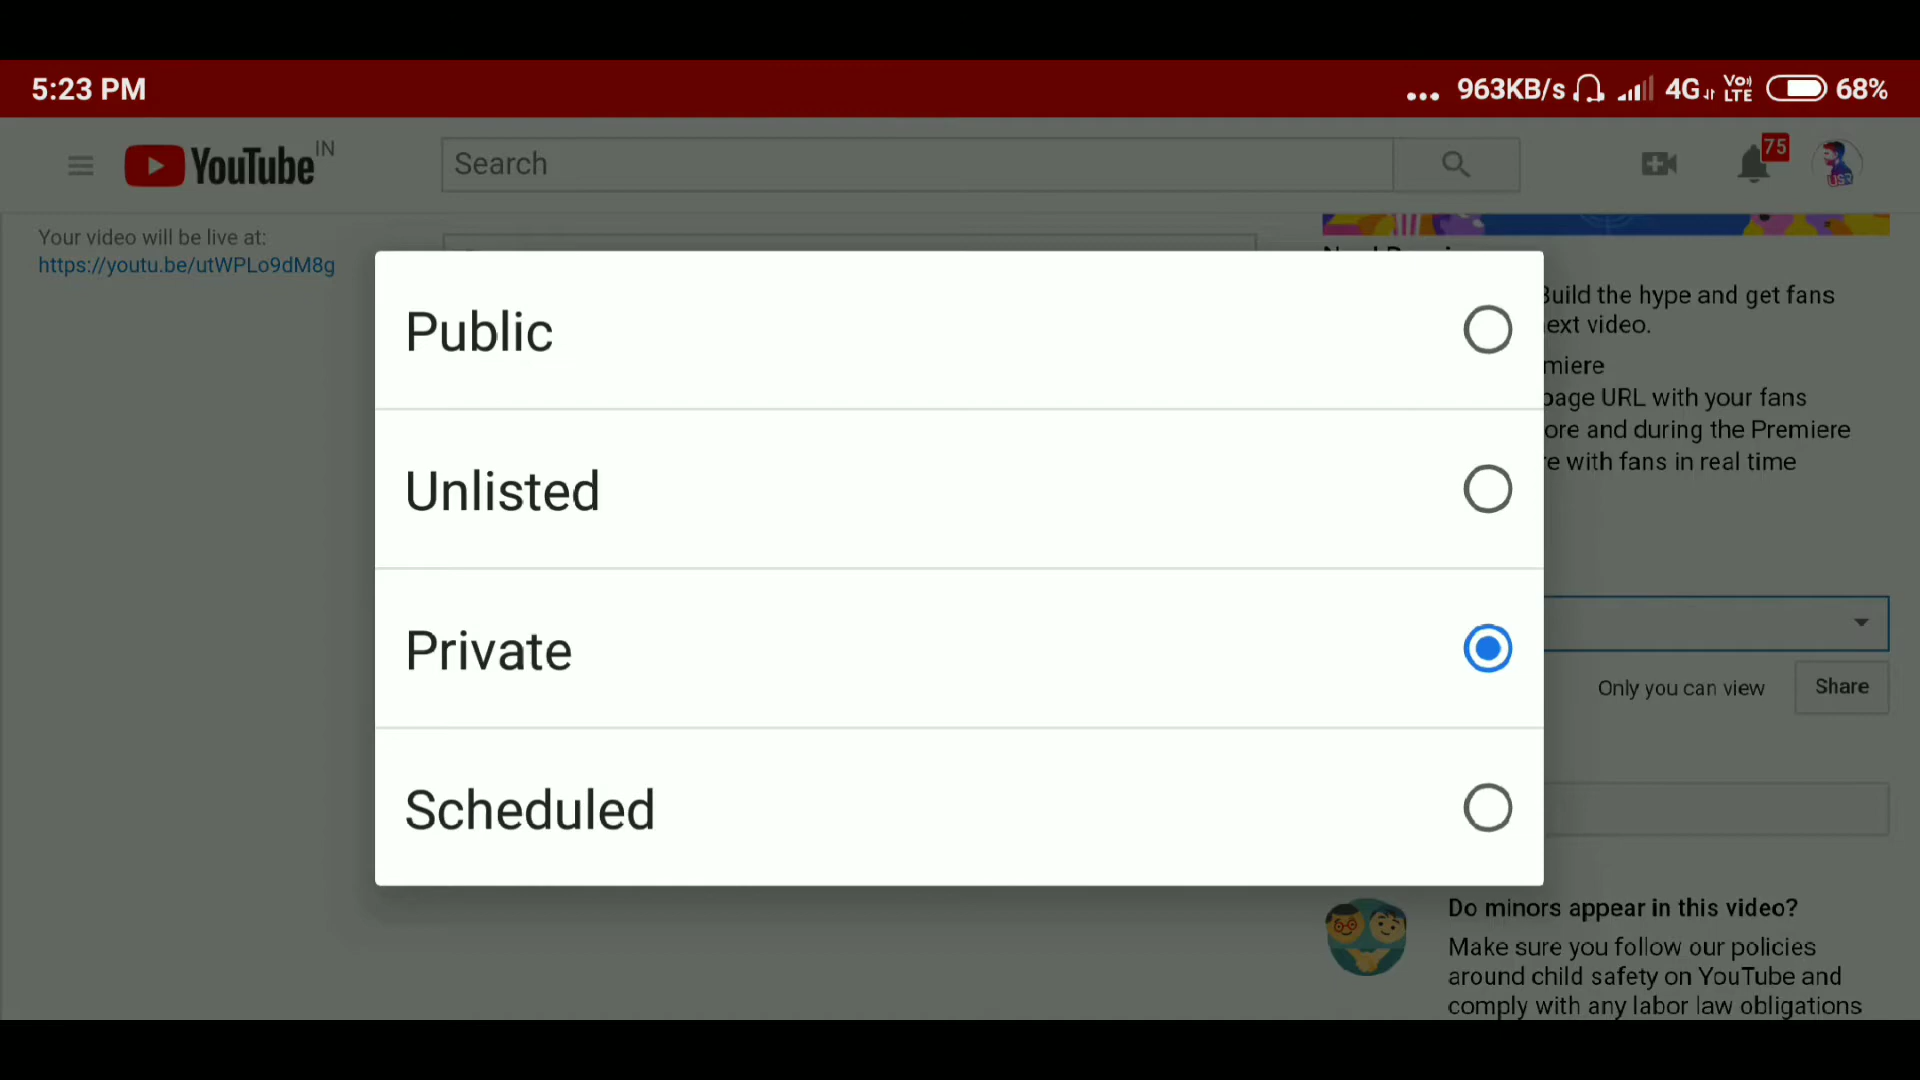 5:23 PM
... 963KB/s 4G Vo)) LTE 68%
YouTube IN
Search
75
USR
Your video will be live at:
https://youtu.be/utWPLo9dM8g
Build the hype and get fans
ext video.
miere
page URL with your fans
ore and during the Premiere
e with fans in real time
Public
Unlisted
Private
Scheduled
Only you can view
Share
Do minors appear in this video?
Make sure you follow our policies
around child safety on YouTube and
comply with any labor law obligations